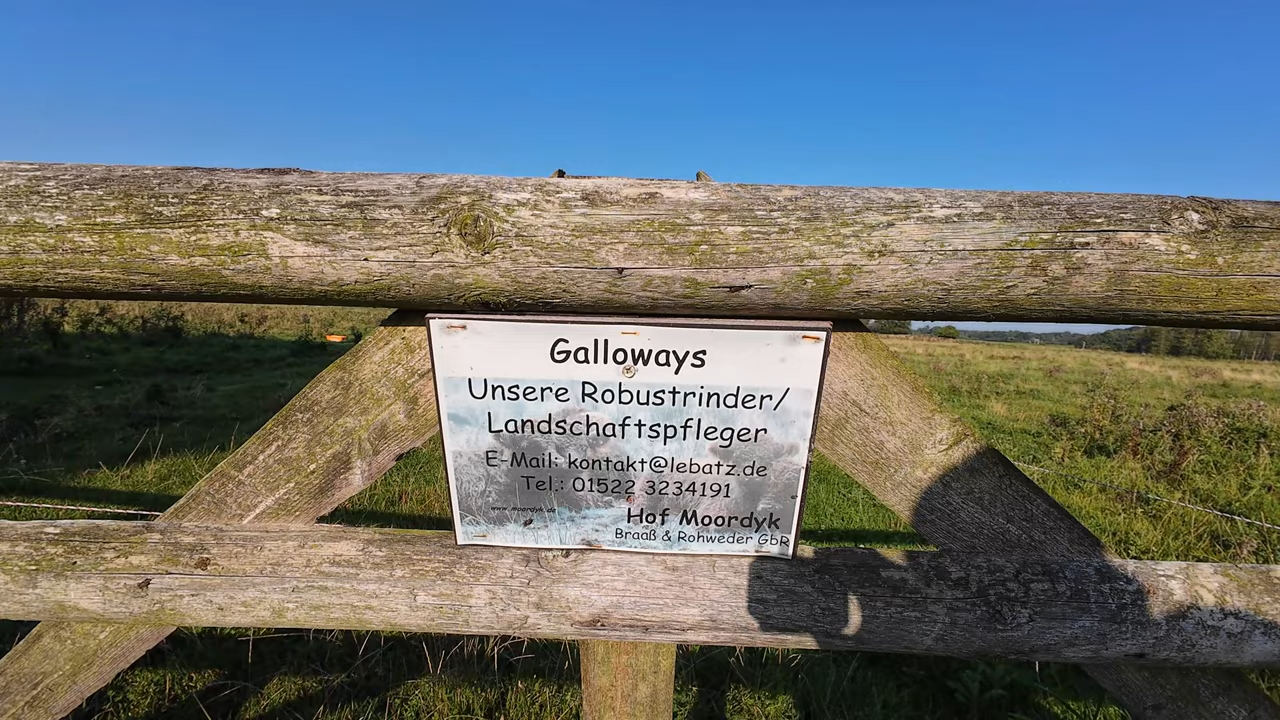 Galloways
Unsere Robustrinder/
Landschaftspfleger
E-Mail: kontakt@lebatz.de
Tel.: 01522 3234191
www.moordyk.de
Hof Moordyk
Braaß & Rohweder GbR